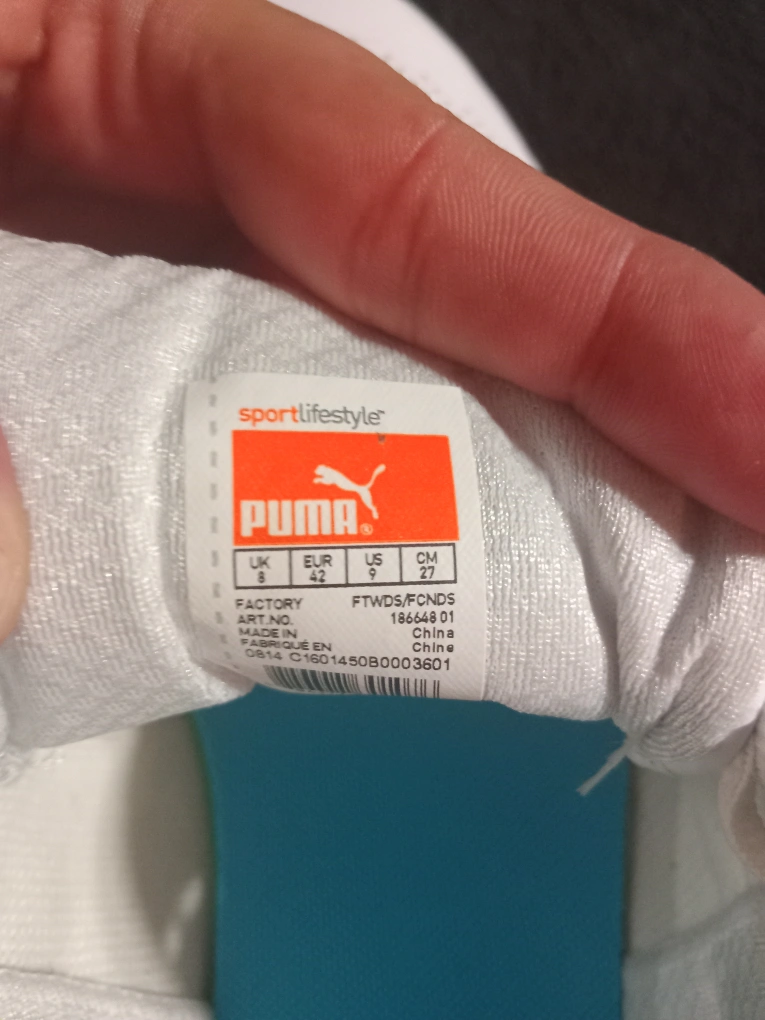 sportlifestyle™
PUMA®
UK EUR US CM
8 42 9 27
FACTORY FTWDS/FCNDS
ART.NO. 186648 01
MADE IN China
FABRIQUÉ EN Chine
0814 C1601450B0003601